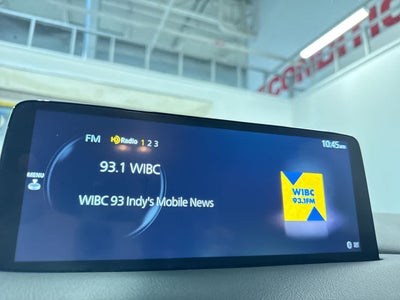 FM HD Radio 1 2 3
10:45
93.1 WIBC
MENU
WIBC 93 Indy's Mobile News
WIBC
93.1FM